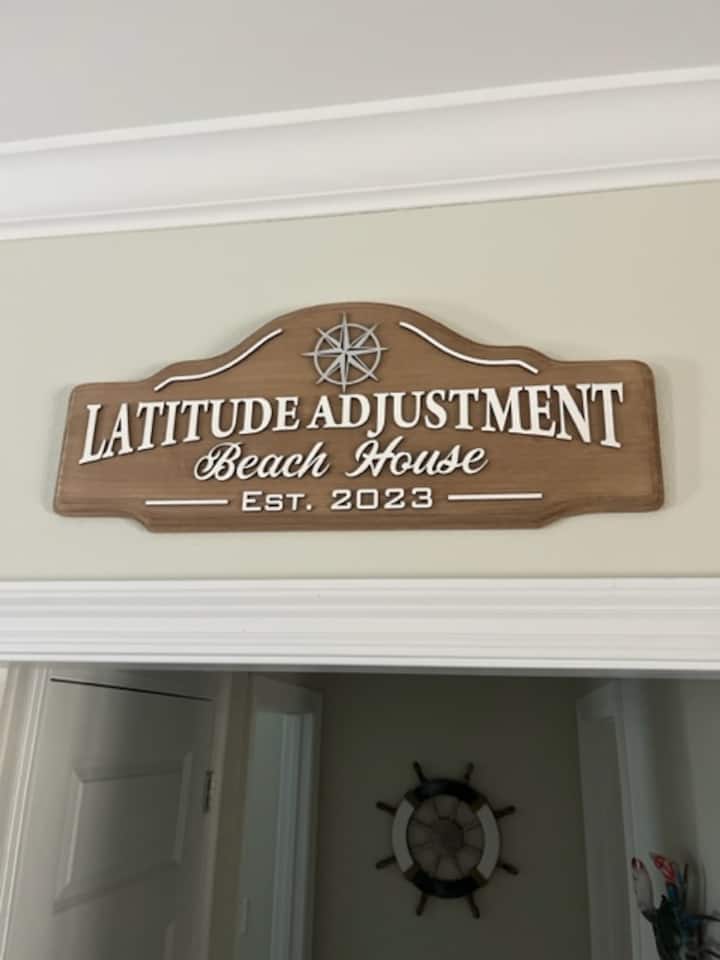 LATITUDE ADJUSTMENT
Beach House
EST. 2023